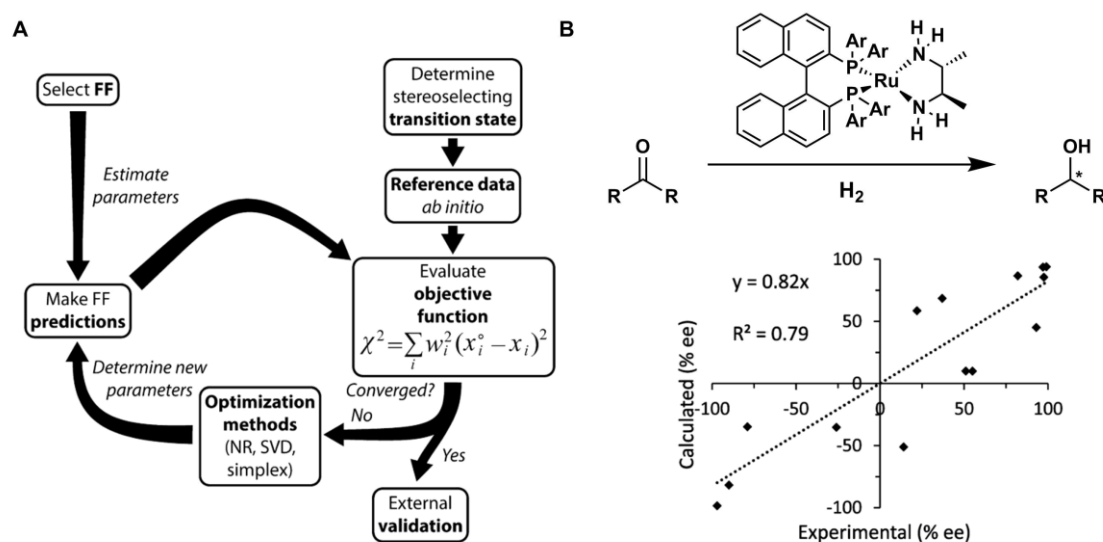 A
Select FF
Estimate
parameters
Make FF
predictions
Determine new
parameters
Determine
stereoselecting
transition state
Reference data
ab initio
Evaluate
objective
function
χ² = ∑ᵢ wᵢ² (xᵢ° − xᵢ)²
Converged?
No
Yes
Optimization
methods
(NR, SVD,
simplex)
External
validation
B
Ar Ar
P
P
Ar Ar
Ru
H H
N
N
H H
O
R R
H₂
OH
*
R R
y = 0.82x
R² = 0.79
100
50
0
-50
-100
-100 -50 0 50 100
Calculated (% ee)
Experimental (% ee)